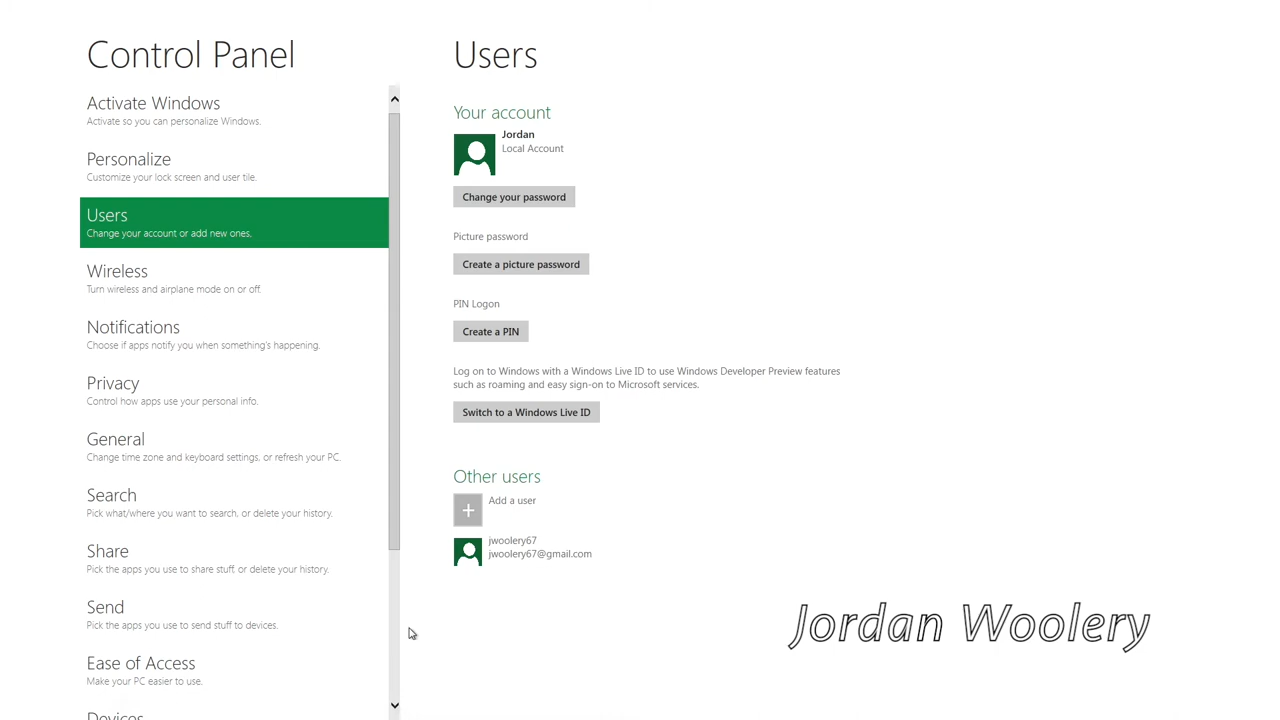 Control Panel
Activate Windows
Activate so you can personalize Windows.
Personalize
Customize your lock screen and user tile.
Users
Change your account or add new ones.
Wireless
Turn wireless and airplane mode on or off.
Notifications
Choose if apps notify you when something's happening.
Privacy
Control how apps use your personal info.
General
Change time zone and keyboard settings, or refresh your PC.
Search
Pick what/where you want to search, or delete your history.
Share
Pick the apps you use to share stuff, or delete your history.
Send
Pick the apps you use to send stuff to devices.
Ease of Access
Make your PC easier to use.
Devices
Users
Your account
Jordan
Local Account
Change your password
Picture password
Create a picture password
PIN Logon
Create a PIN
Log on to Windows with a Windows Live ID to use Windows Developer Preview features
such as roaming and easy sign-on to Microsoft services.
Switch to a Windows Live ID
Other users
Add a user
jwoolery67
jwoolery67@gmail.com
Jordan Woolery